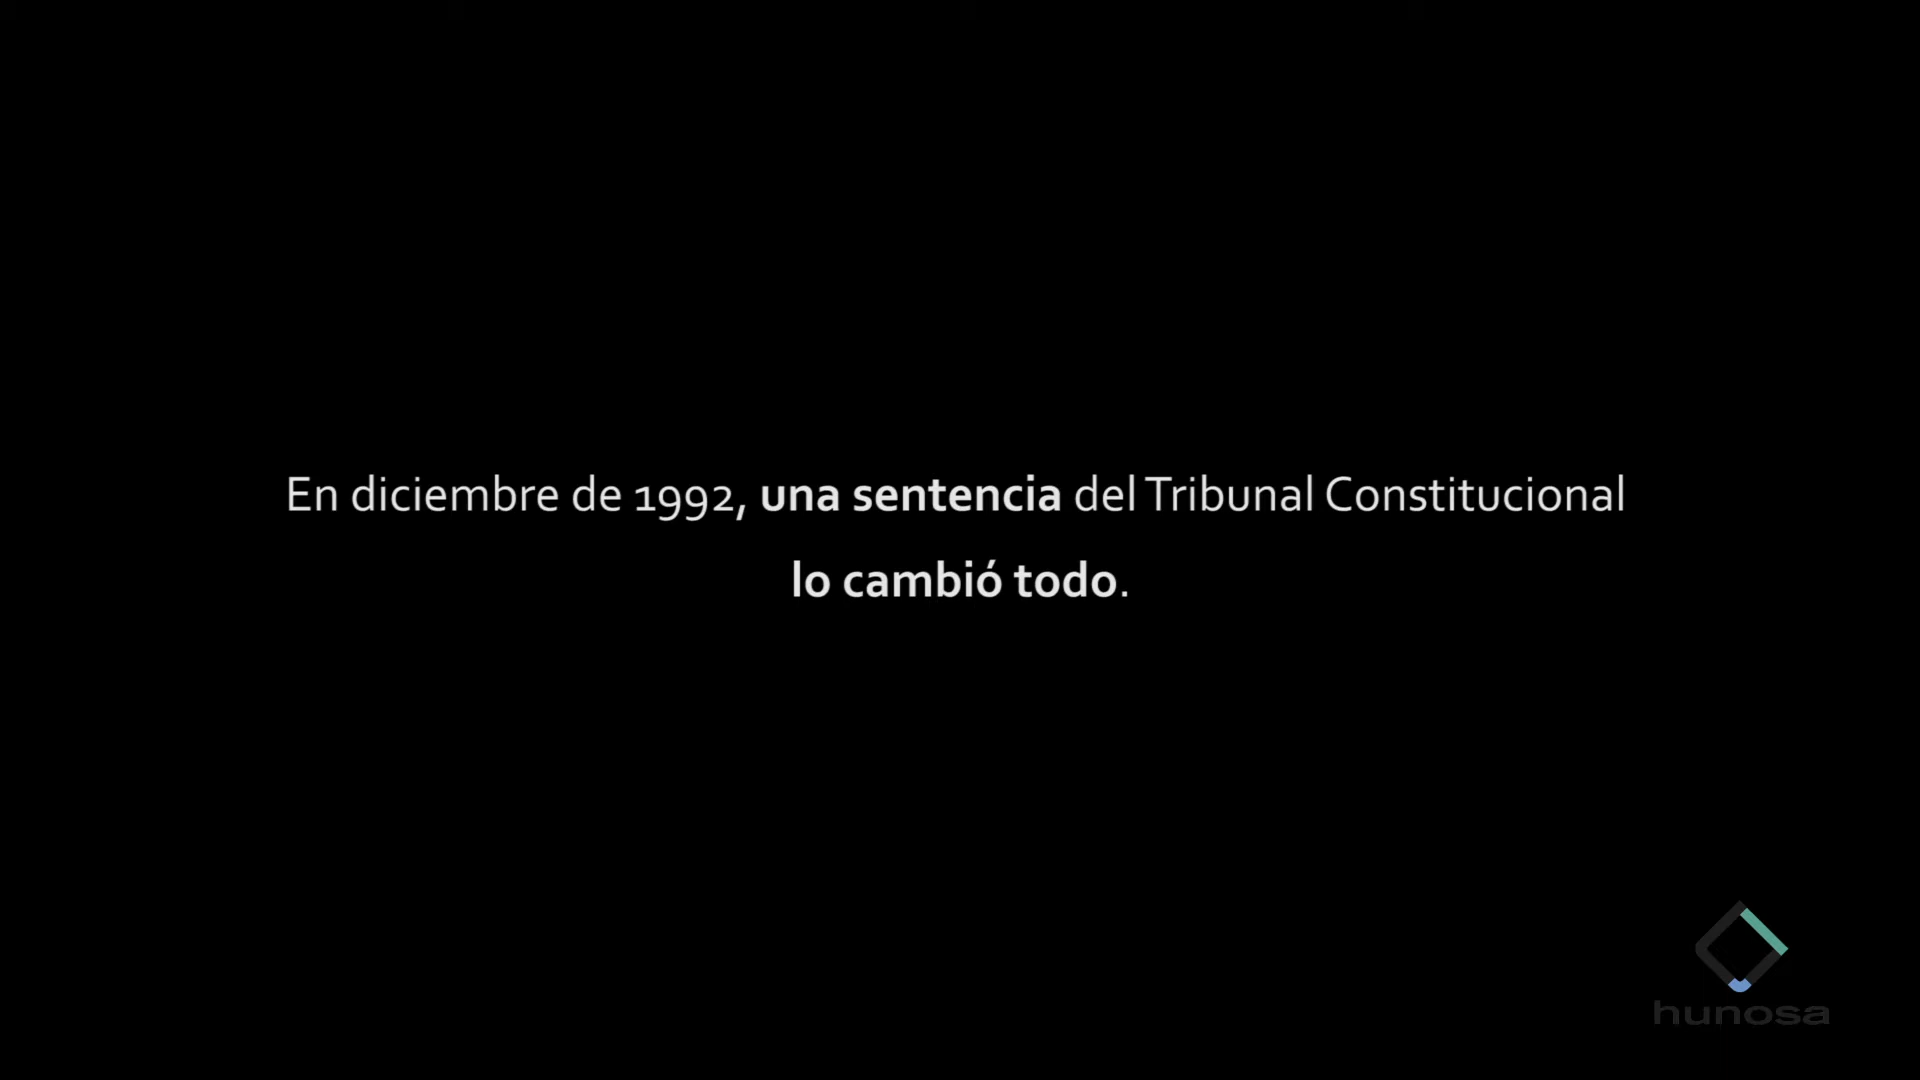 En diciembre de 1992, una sentencia del Tribunal Constitucional
lo cambió todo.
hunosa